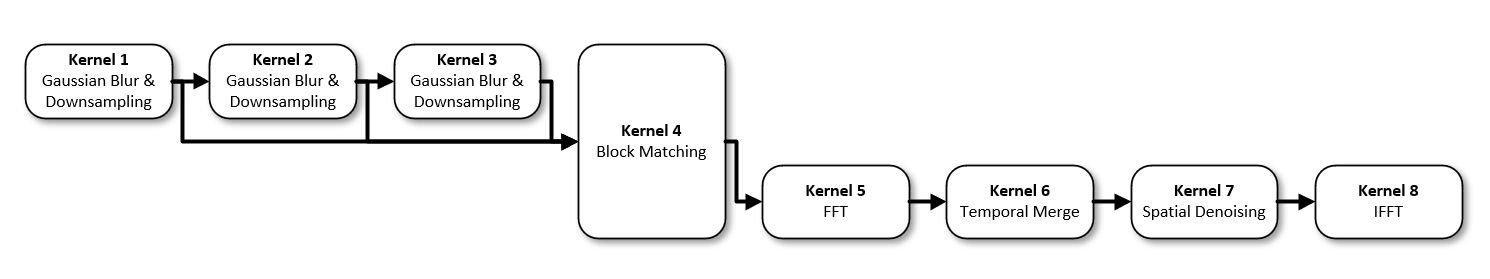 Kernel 1
Gaussian Blur &
Downsampling
Kernel 2
Gaussian Blur &
Downsampling
Kernel 3
Gaussian Blur &
Downsampling
Kernel 4
Block Matching
Kernel 5
FFT
Kernel 6
Temporal Merge
Kernel 7
Spatial Denoising
Kernel 8
IFFT